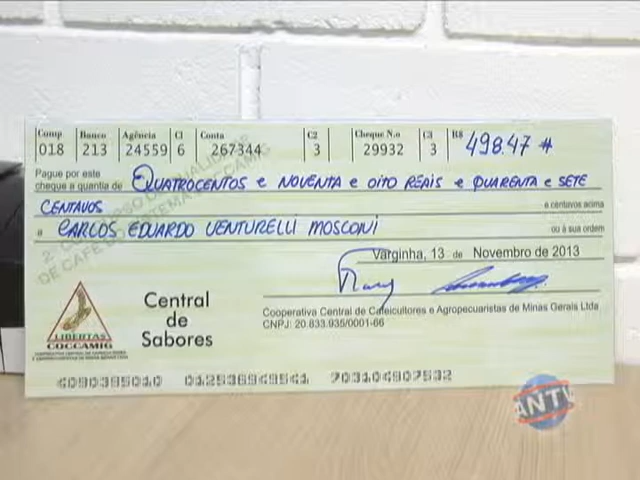 Comp Banco Agência C1 Conta C2 Cheque N.o C3 R$
018 213 24559 6 267344 3 29932 3 498.47 #
Pague por este
cheque a quantia de QUATROCENTOS e NOVENTA e OITO REAIS e QUARENTA e SETE
CENTAVOS e centavos acima
a CARLOS EDUARDO VENTURELLI MOSCONI ou à sua ordem
Varginha, 13 de Novembro de 2013
Central
de
Sabores
Cooperativa Central de Cafeicultores e Agropecuaristas de Minas Gerais Ltda
CNPJ: 20.833.935/0001-66
LIBERTAS
COCCAMIG
ANTV